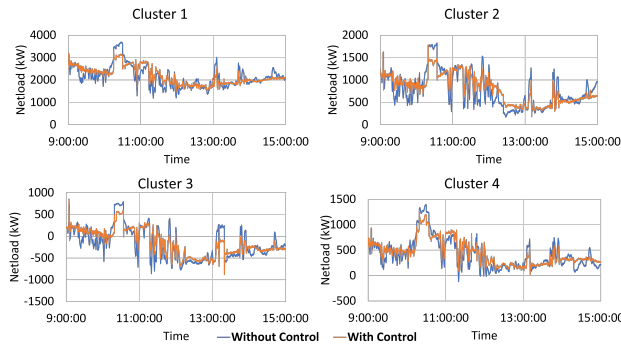 Cluster 1
Netload (kW)
4000
3000
2000
1000
0
9:00:00
11:00:00
13:00:00
15:00:00
Time
Cluster 2
Netload (kW)
2000
1500
1000
500
0
9:00:00
11:00:00
13:00:00
15:00:00
Time
Cluster 3
Netload (kW)
1000
500
0
-500
-1000
-1500
9:00:00
11:00:00
13:00:00
15:00:00
Time
Cluster 4
Netload (kW)
1500
1000
500
0
-500
9:00:00
11:00:00
13:00:00
15:00:00
Time
Without Control
With Control